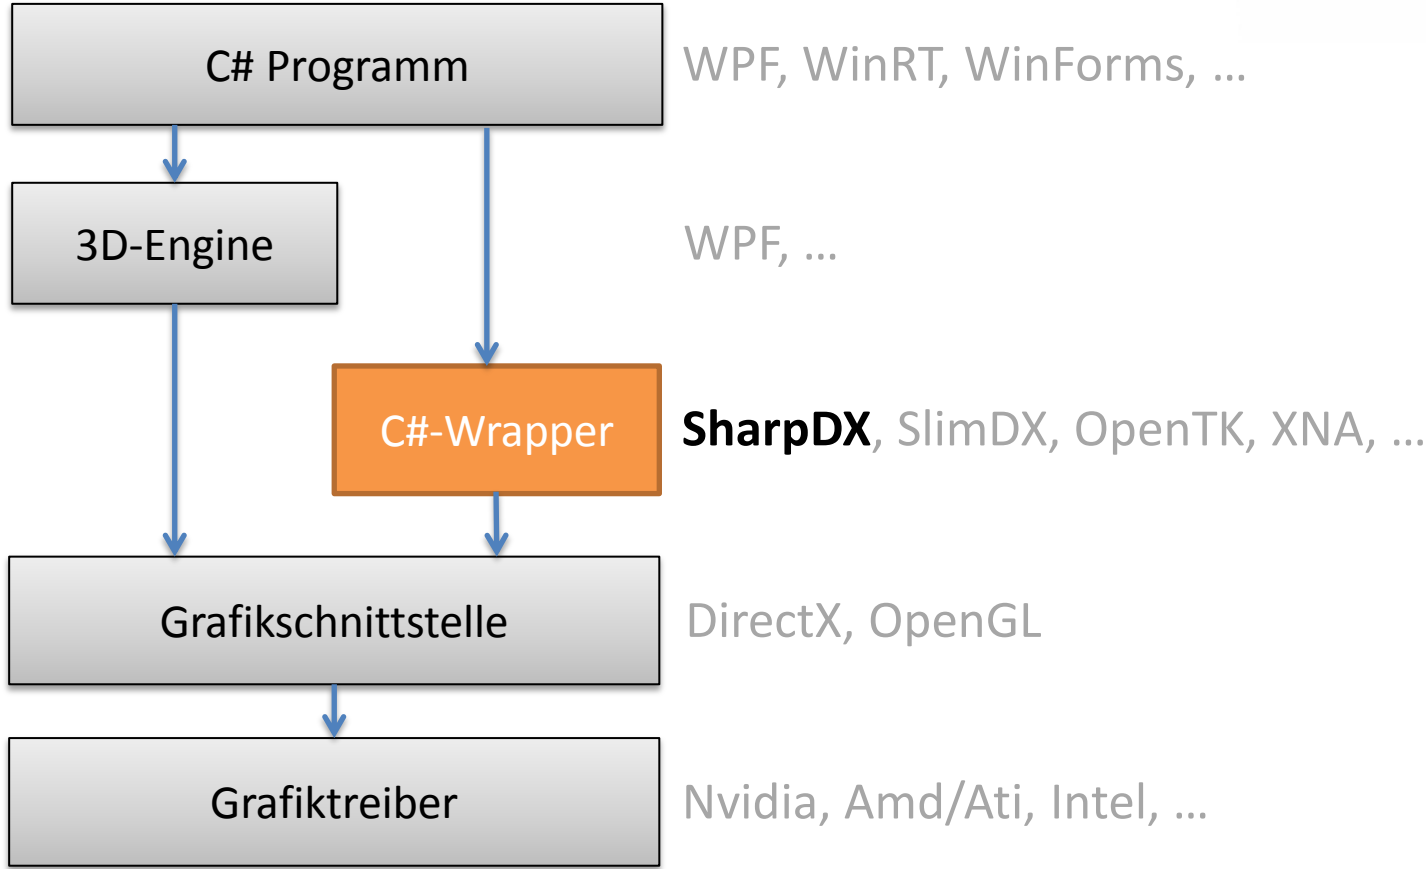 C# Programm
WPF, WinRT, WinForms, ...
3D-Engine
WPF, ...
C#-Wrapper
SharpDX, SlimDX, OpenTK, XNA, ...
Grafikschnittstelle
DirectX, OpenGL
Grafiktreiber
Nvidia, Amd/Ati, Intel, ...